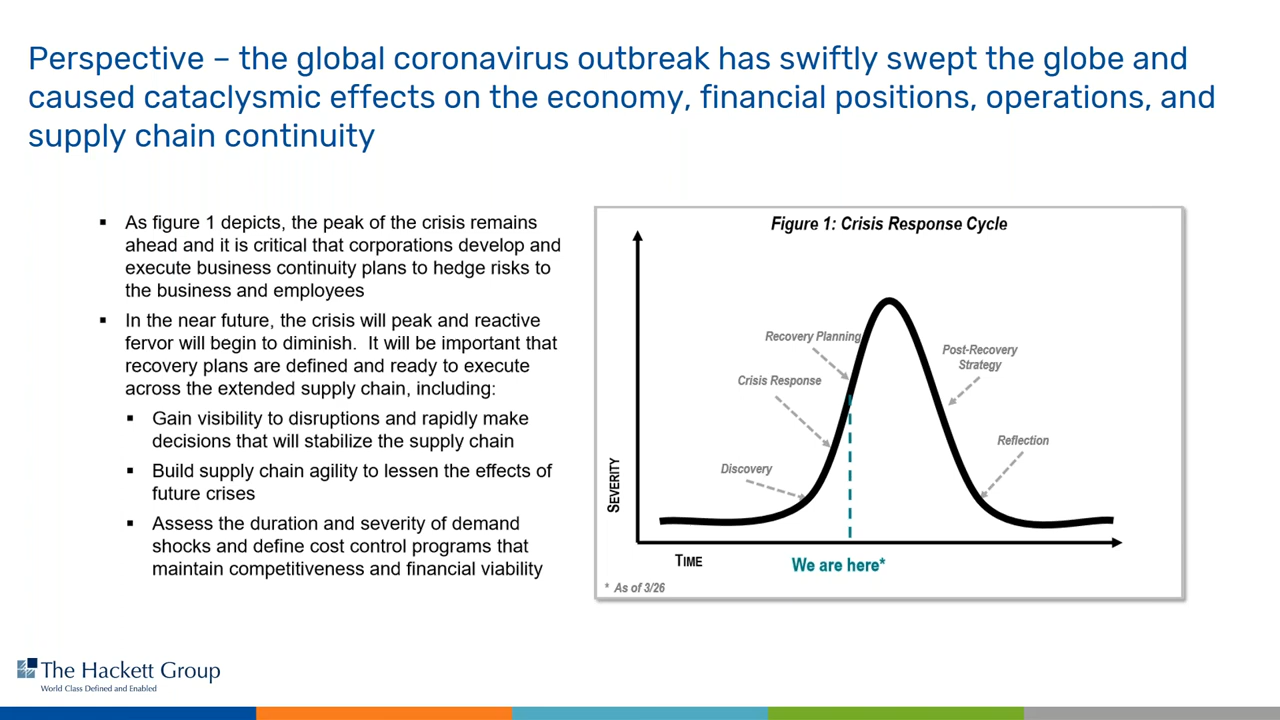 Perspective – the global coronavirus outbreak has swiftly swept the globe and
caused cataclysmic effects on the economy, financial positions, operations, and
supply chain continuity
▪ As figure 1 depicts, the peak of the crisis remains
ahead and it is critical that corporations develop and
execute business continuity plans to hedge risks to
the business and employees
▪ In the near future, the crisis will peak and reactive
fervor will begin to diminish. It will be important that
recovery plans are defined and ready to execute
across the extended supply chain, including:
▪ Gain visibility to disruptions and rapidly make
decisions that will stabilize the supply chain
▪ Build supply chain agility to lessen the effects of
future crises
▪ Assess the duration and severity of demand
shocks and define cost control programs that
maintain competitiveness and financial viability
Figure 1: Crisis Response Cycle
Recovery Planning
Post-Recovery
Strategy
Crisis Response
Reflection
Discovery
SEVERITY
TIME
We are here*
* As of 3/26
The Hackett Group
World Class Defined and Enabled